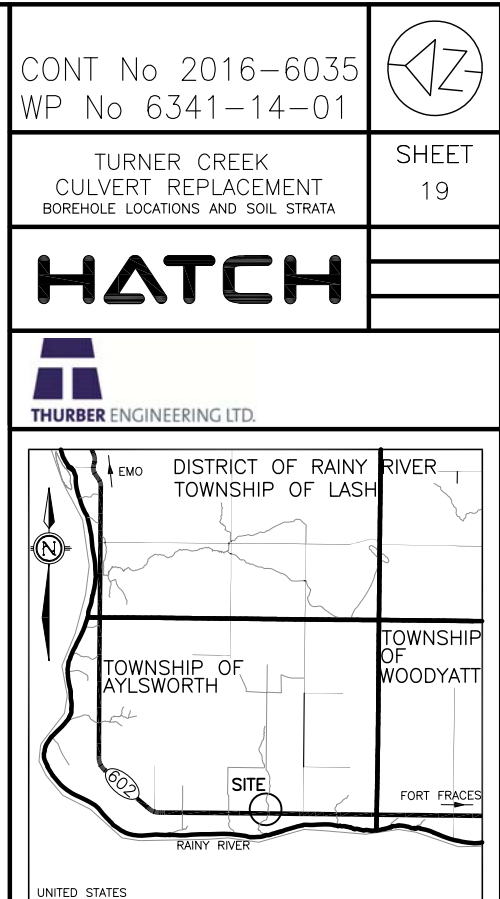 CONT No 2016-6035
WP No 6341-14-01
TURNER CREEK
CULVERT REPLACEMENT
BOREHOLE LOCATIONS AND SOIL STRATA
SHEET
19
HATCH
THURBER ENGINEERING LTD.
EMO
DISTRICT OF RAINY RIVER
TOWNSHIP OF LASH
N
TOWNSHIP OF
AYLSWORTH
TOWNSHIP
OF
WOODYATT
602
SITE
FORT FRACES
RAINY RIVER
UNITED STATES